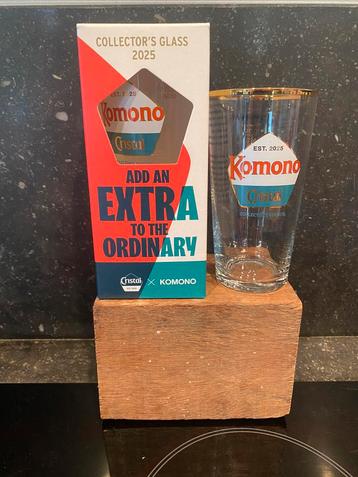 COLLECTOR'S GLASS
2025
Komono
Cristal
ADD AN
EXTRA
TO THE
ORDINARY
Cristal
× KOMONO
EST. 2025
Komono
Cristal